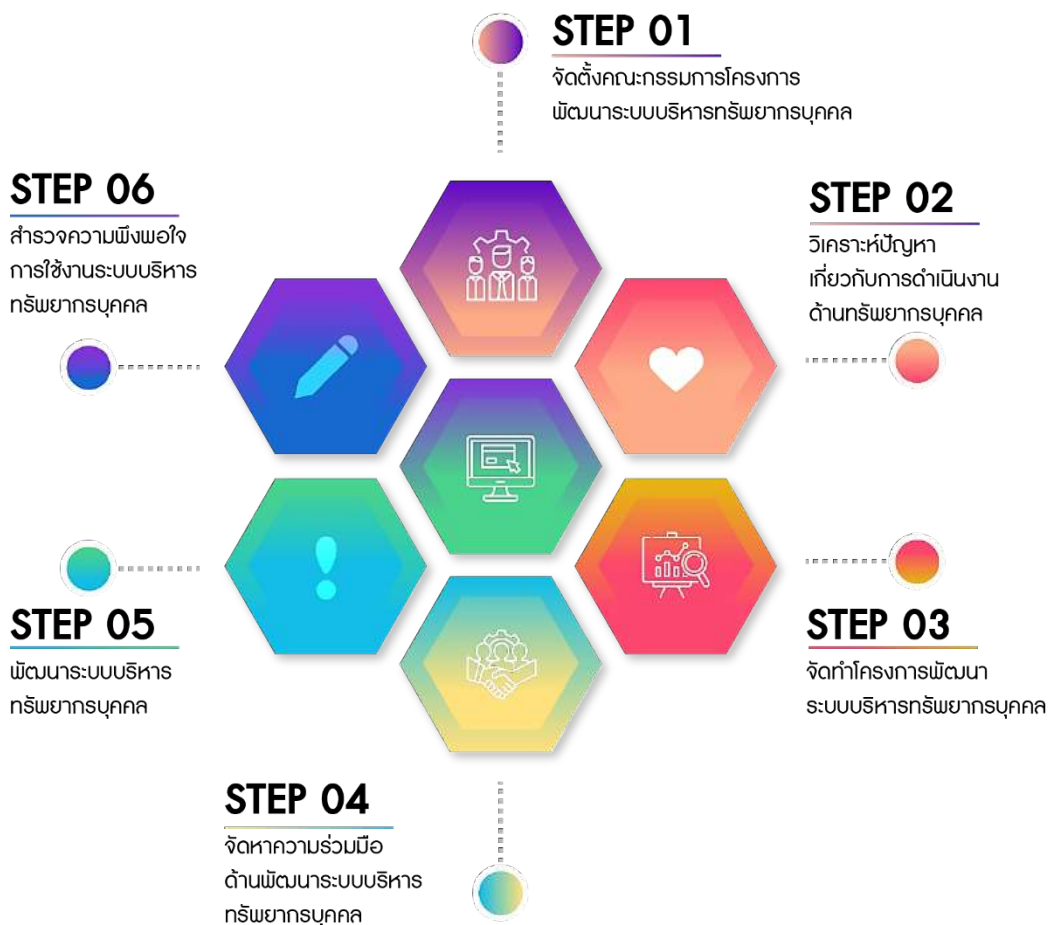 STEP 01
จัดตั้งคณะกรรมการโครงการ
พัฒนาระบบบริหารทรัพยากรบุคคล
STEP 02
วิเคราะห์ปัญหา
เกี่ยวกับการดำเนินงาน
ด้านทรัพยากรบุคคล
STEP 03
จัดทำโครงการพัฒนา
ระบบบริหารทรัพยากรบุคคล
STEP 04
จัดหาความร่วมมือ
ด้านพัฒนาระบบบริหาร
ทรัพยากรบุคคล
STEP 05
พัฒนาระบบบริหาร
ทรัพยากรบุคคล
STEP 06
สำรวจความพึงพอใจ
การใช้งานระบบบริหาร
ทรัพยากรบุคคล